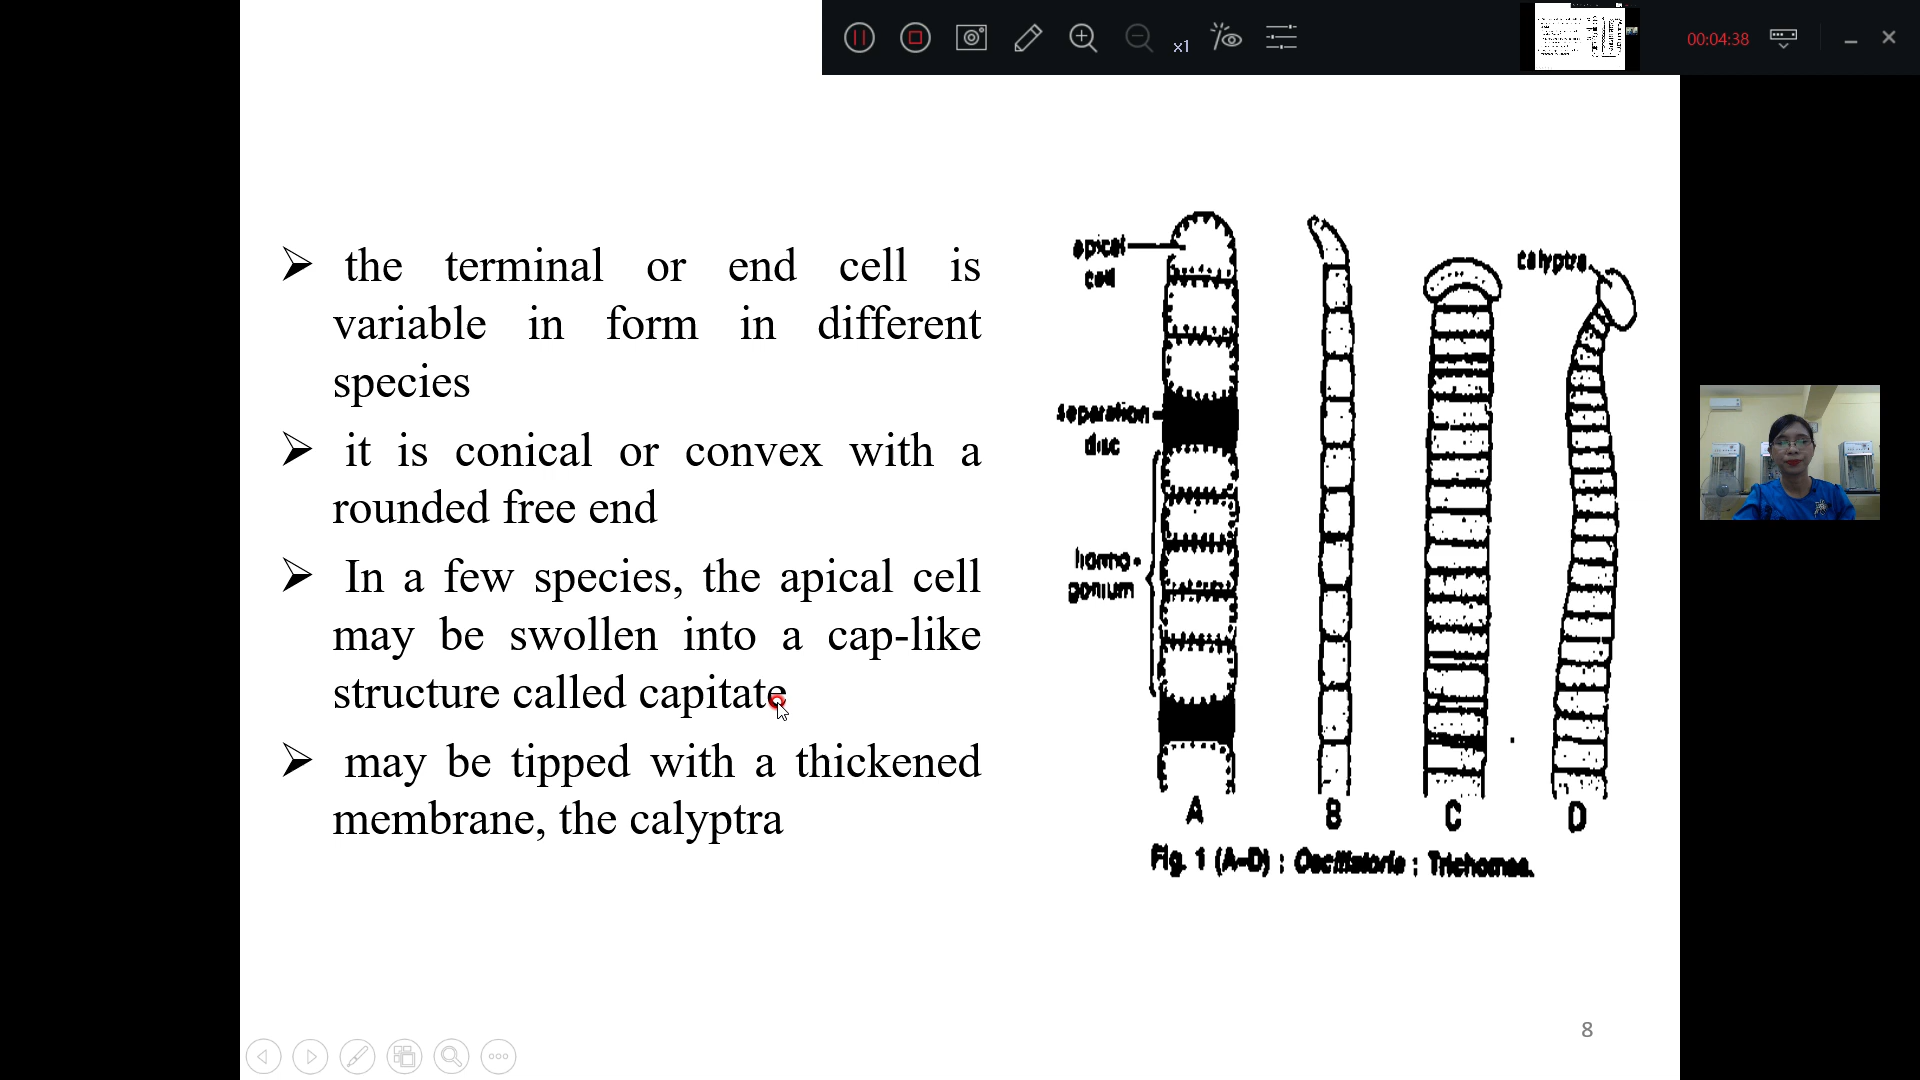 x1
00:04:38
➢ the terminal or end cell is
variable in form in different
species
➢ it is conical or convex with a
rounded free end
➢ In a few species, the apical cell
may be swollen into a cap-like
structure called capitate
➢ may be tipped with a thickened
membrane, the calyptra
apical
cell
calyptra
separation
disc
hormo-
gonium
A
B
C
D
Fig. 1 (A–D) : Oscillatoria : Trichomes.
8